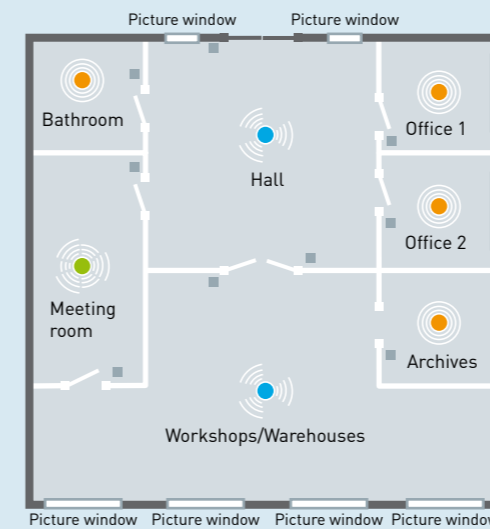 Picture window
Picture window
Bathroom
Office 1
Hall
Office 2
Meeting
room
Archives
Workshops/Warehouses
Picture window
Picture window
Picture window
Picture window